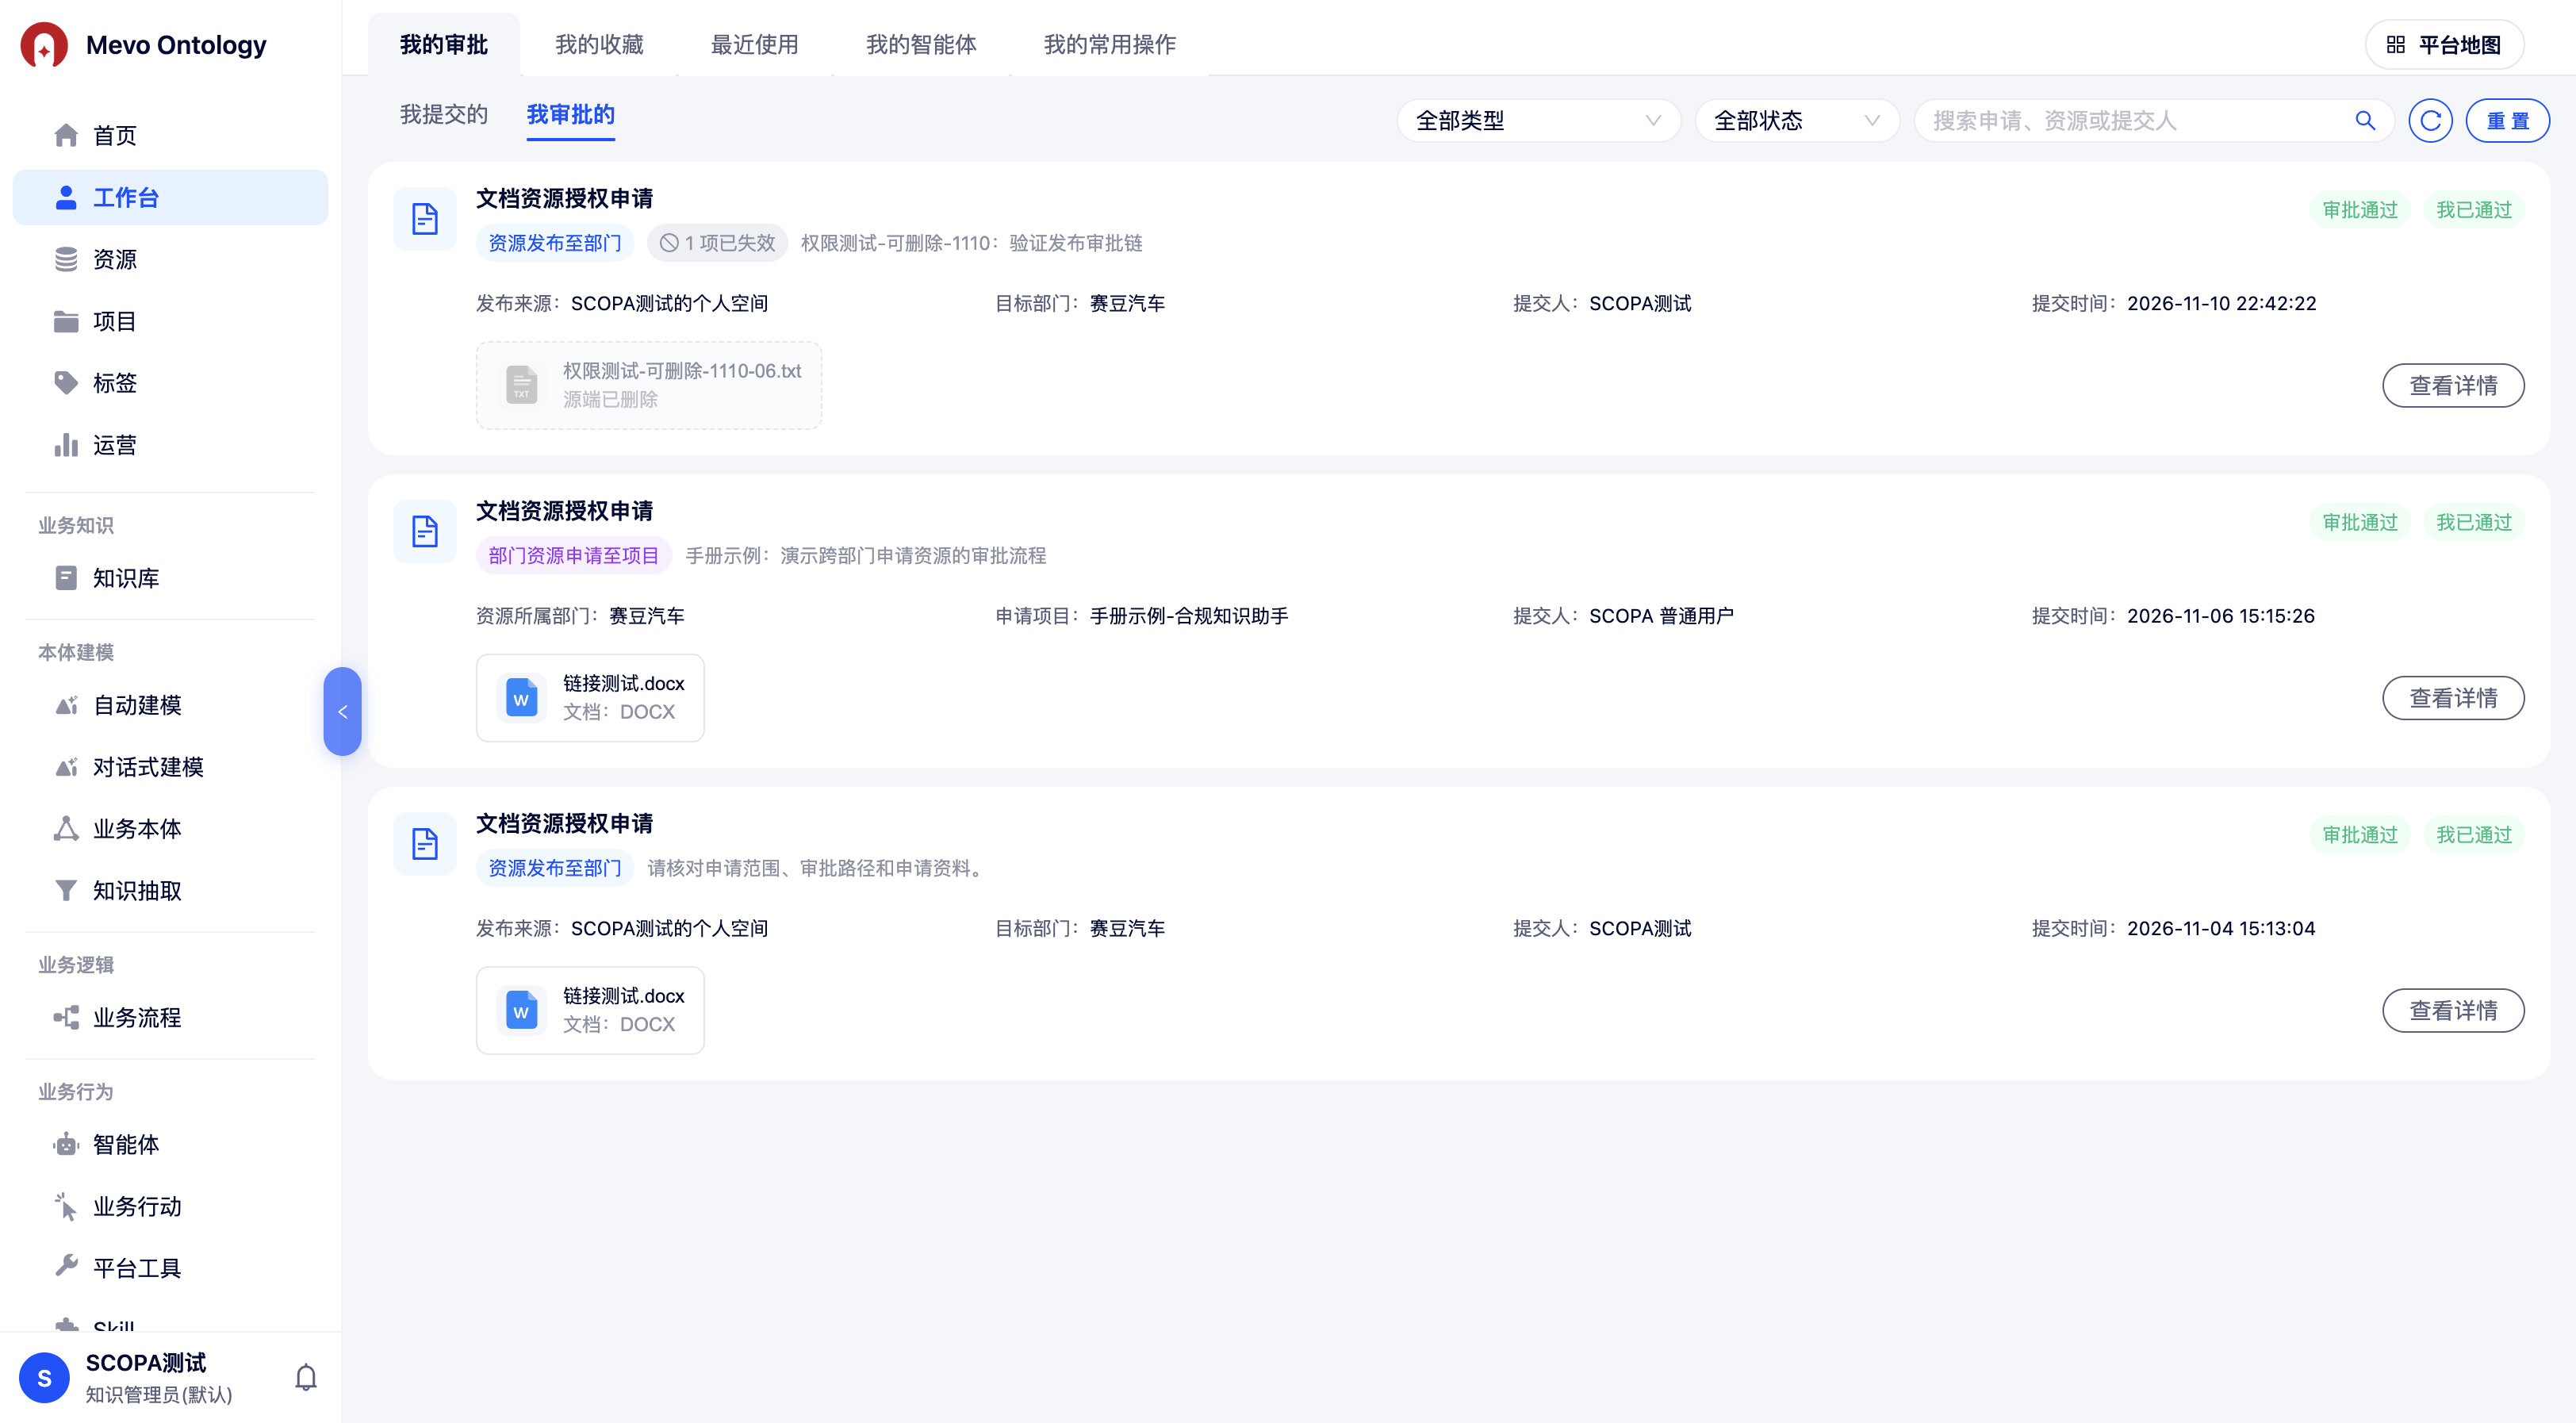 Mevo Ontology
首页
工作台
资源
项目
标签
运营
业务知识
知识库
本体建模
自动建模
对话式建模
业务本体
知识抽取
业务逻辑
业务流程
业务行为
智能体
业务行动
平台工具
Skill
S
SCOPA测试
知识管理员(默认)
我的审批 我的收藏 最近使用 我的智能体 我的常用操作
平台地图
我提交的 我审批的
全部类型 全部状态 搜索申请、资源或提交人 重 置
文档资源授权申请
审批通过 我已通过
资源发布至部门 1 项已失效 权限测试-可删除-1110：验证发布审批链
发布来源：SCOPA测试的个人空间 目标部门：赛豆汽车 提交人：SCOPA测试 提交时间：2026-11-10 22:42:22
TXT
权限测试-可删除-1110-06.txt
源端已删除
查看详情
文档资源授权申请
审批通过 我已通过
部门资源申请至项目 手册示例：演示跨部门申请资源的审批流程
资源所属部门：赛豆汽车 申请项目：手册示例-合规知识助手 提交人：SCOPA 普通用户 提交时间：2026-11-06 15:15:26
W
链接测试.docx
文档：DOCX
查看详情
文档资源授权申请
审批通过 我已通过
资源发布至部门 请核对申请范围、审批路径和申请资料。
发布来源：SCOPA测试的个人空间 目标部门：赛豆汽车 提交人：SCOPA测试 提交时间：2026-11-04 15:13:04
W
链接测试.docx
文档：DOCX
查看详情